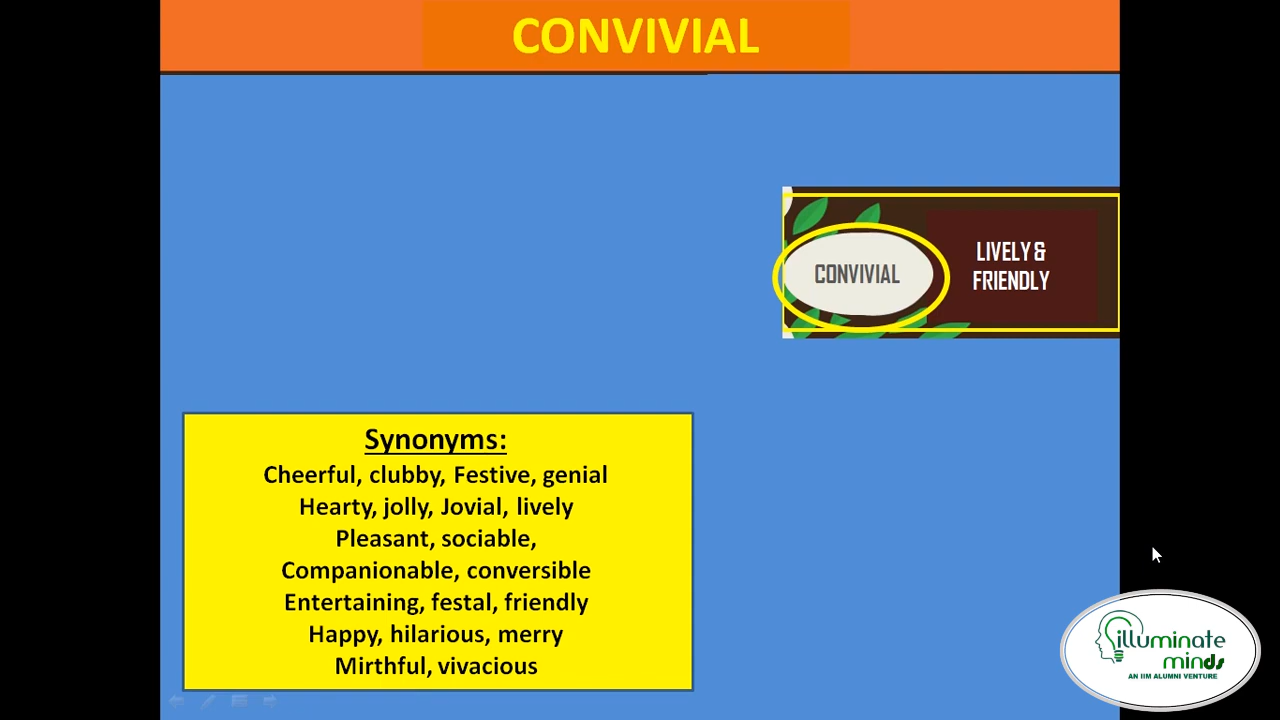 CONVIVIAL
CONVIVIAL
LIVELY &
FRIENDLY
Synonyms:
Cheerful, clubby, Festive, genial
Hearty, jolly, Jovial, lively
Pleasant, sociable,
Companionable, conversible
Entertaining, festal, friendly
Happy, hilarious, merry
Mirthful, vivacious
illuminate
minds
AN IIM ALUMNI VENTURE